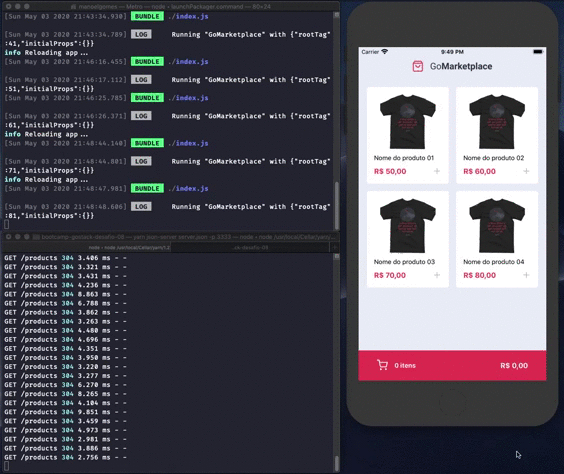 manoelgomes — Metro — node ◂ launchPackager.command — 80×24
[Sun May 03 2020 21:43:34.930] BUNDLE ./index.js
[Sun May 03 2020 21:43:34.789] LOG Running "GoMarketplace" with {"rootTag"
:41,"initialProps":{}}
info Reloading app...
[Sun May 03 2020 21:46:16.455] BUNDLE ./index.js
[Sun May 03 2020 21:46:17.112] LOG Running "GoMarketplace" with {"rootTag"
:51,"initialProps":{}}
[Sun May 03 2020 21:46:25.785] BUNDLE ./index.js
[Sun May 03 2020 21:46:26.371] LOG Running "GoMarketplace" with {"rootTag"
:61,"initialProps":{}}
info Reloading app...
[Sun May 03 2020 21:48:44.140] BUNDLE ./index.js
[Sun May 03 2020 21:48:44.801] LOG Running "GoMarketplace" with {"rootTag"
:71,"initialProps":{}}
info Reloading app...
[Sun May 03 2020 21:48:47.981] BUNDLE ./index.js
[Sun May 03 2020 21:48:48.606] LOG Running "GoMarketplace" with {"rootTag"
:81,"initialProps":{}}
GET /products 304 3.406 ms - -
GET /products 304 3.321 ms - -
GET /products 304 3.431 ms - -
GET /products 304 4.236 ms - -
GET /products 304 8.863 ms - -
GET /products 304 6.788 ms - -
GET /products 304 3.862 ms - -
GET /products 304 3.263 ms - -
GET /products 304 4.480 ms - -
GET /products 304 4.696 ms - -
GET /products 304 4.351 ms - -
GET /products 304 3.950 ms - -
GET /products 304 3.220 ms - -
GET /products 304 3.277 ms - -
GET /products 304 6.270 ms - -
GET /products 304 8.265 ms - -
GET /products 304 4.104 ms - -
GET /products 304 9.851 ms - -
GET /products 304 3.459 ms - -
GET /products 304 4.973 ms - -
GET /products 304 2.981 ms - -
GET /products 304 3.886 ms - -
GET /products 304 2.756 ms - -
Carrier 9:49 PM
GoMarketplace
Nome do produto 01
R$ 50,00 +
Nome do produto 02
R$ 60,00 +
Nome do produto 03
R$ 70,00 +
Nome do produto 04
R$ 80,00 +
0 itens R$ 0,00